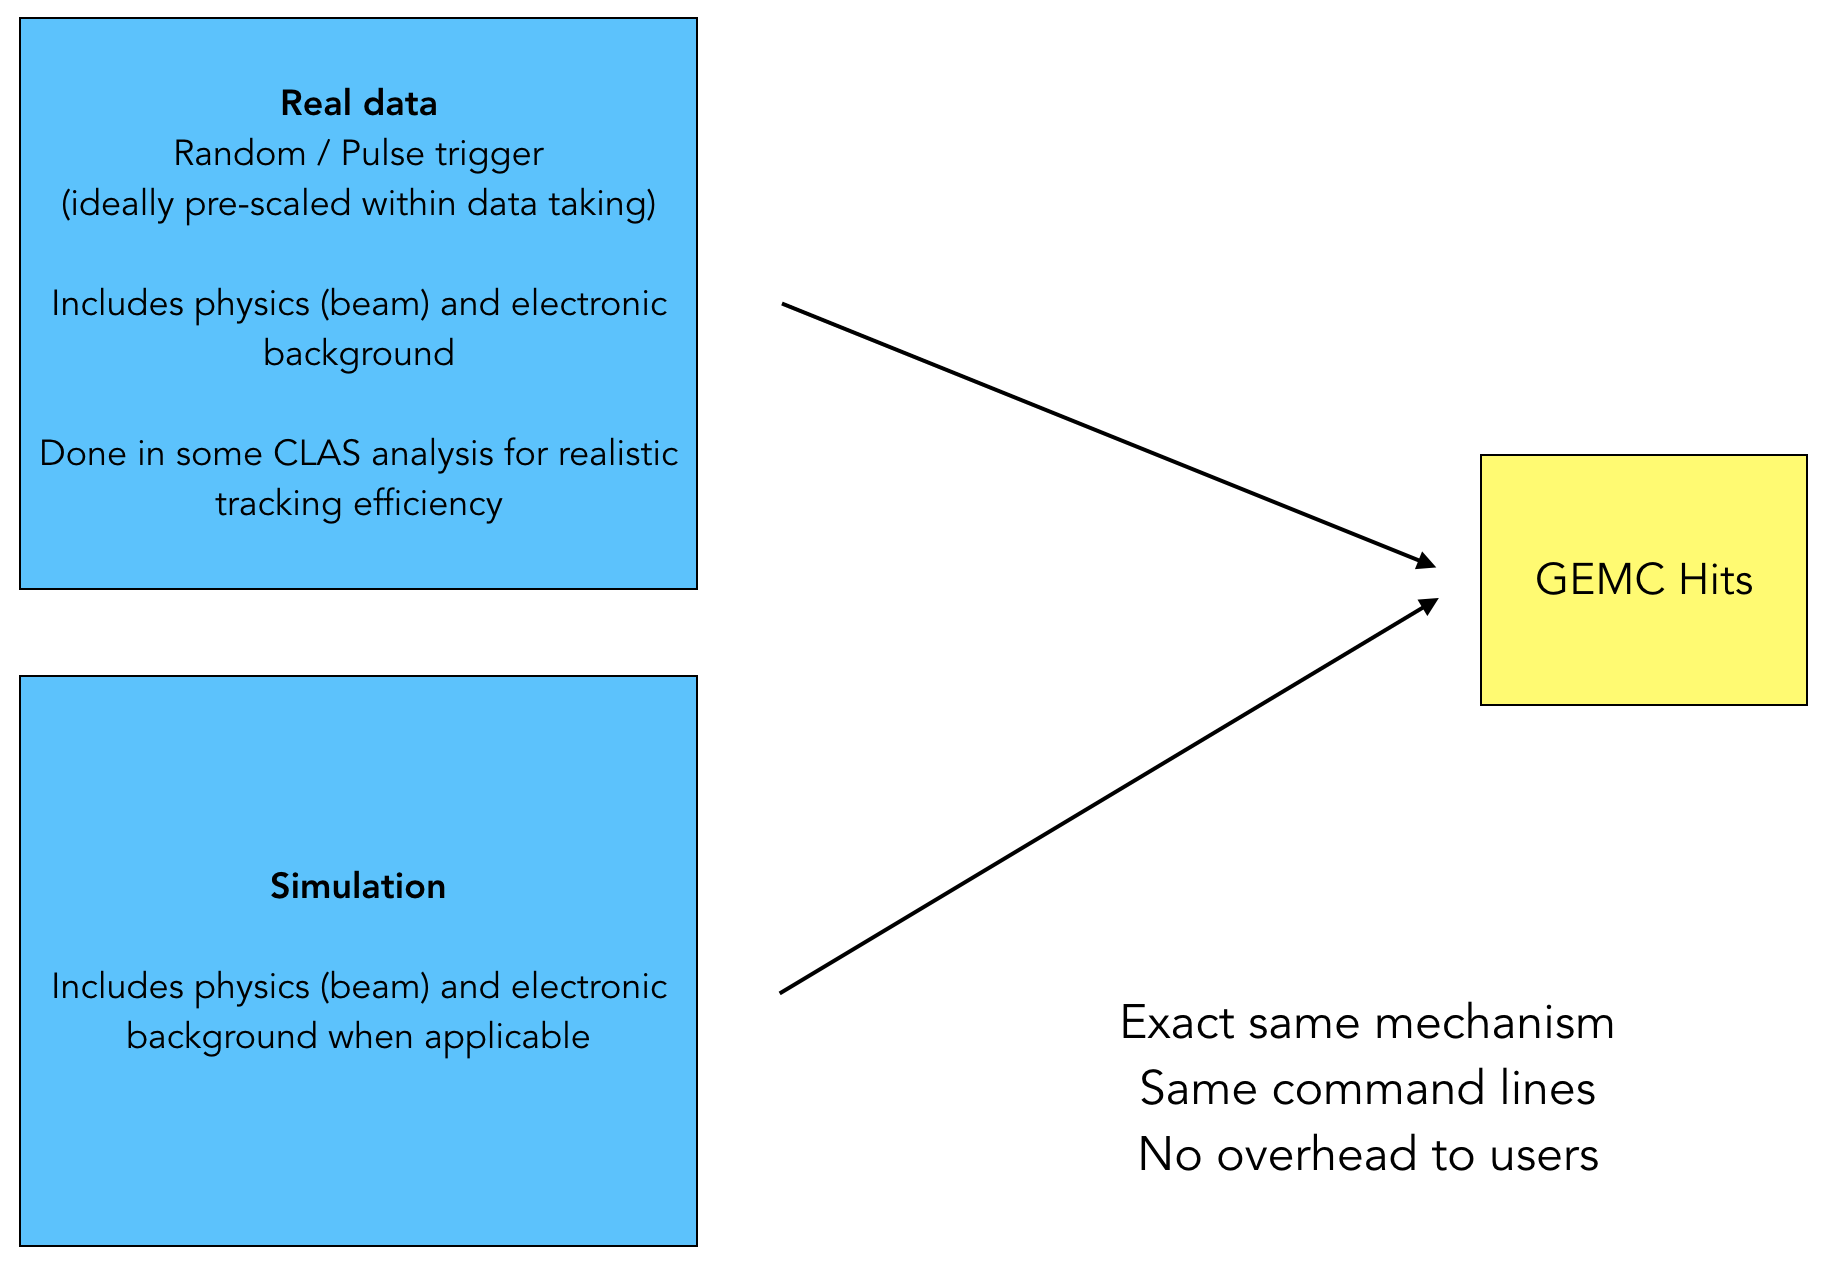 Real data
Random / Pulse trigger
(ideally pre-scaled within data taking)
Includes physics (beam) and electronic
background
Done in some CLAS analysis for realistic
tracking efficiency
GEMC Hits
Simulation
Includes physics (beam) and electronic
background when applicable
Exact same mechanism
Same command lines
No overhead to users